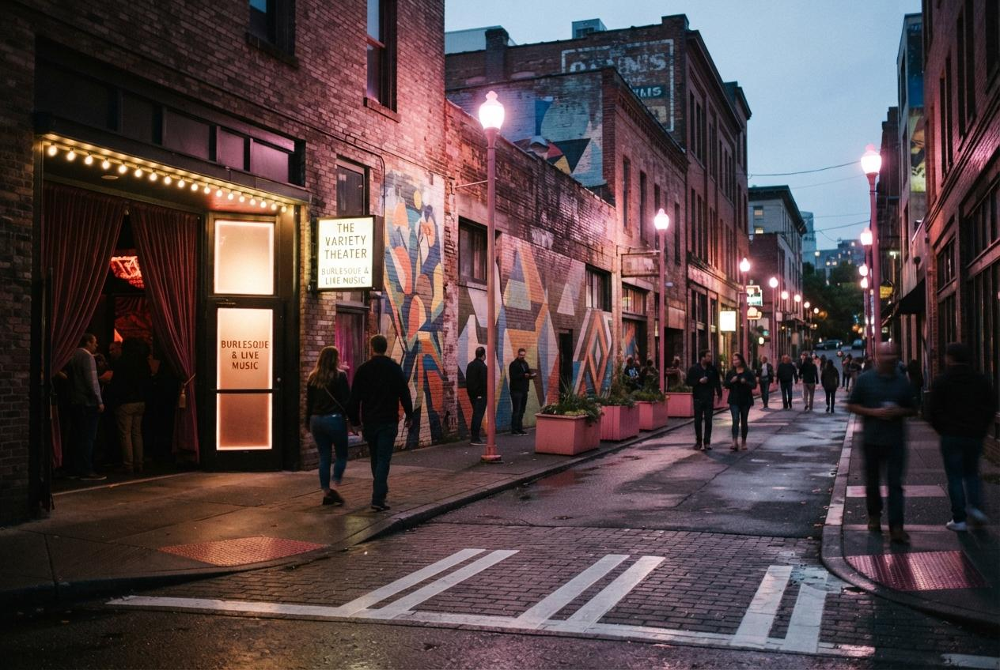 THE
VARIETY
THEATER
BURLESQUE &
LIVE MUSIC
BURLESQUE
& LIVE
MUSIC